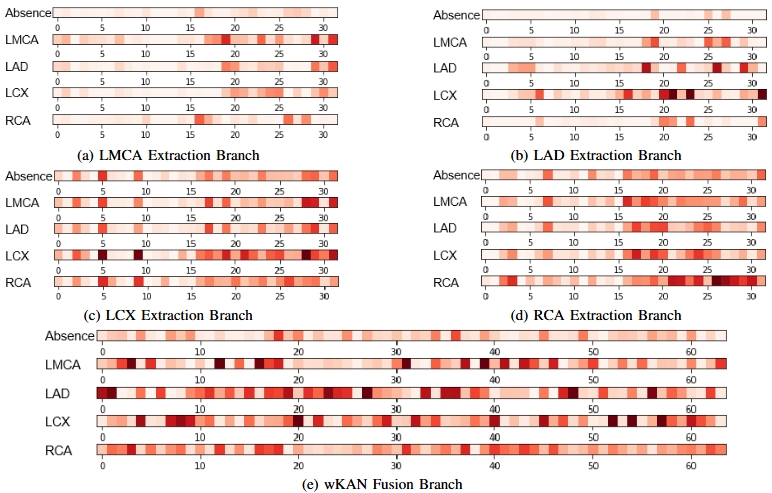 Absence
0 5 10 15 20 25 30
LMCA
0 5 10 15 20 25 30
LAD
0 5 10 15 20 25 30
LCX
0 5 10 15 20 25 30
RCA
0 5 10 15 20 25 30
(a) LMCA Extraction Branch
Absence
0 5 10 15 20 25 30
LMCA
0 5 10 15 20 25 30
LAD
0 5 10 15 20 25 30
LCX
0 5 10 15 20 25 30
RCA
0 5 10 15 20 25 30
(b) LAD Extraction Branch
Absence
0 5 10 15 20 25 30
LMCA
0 5 10 15 20 25 30
LAD
0 5 10 15 20 25 30
LCX
0 5 10 15 20 25 30
RCA
0 5 10 15 20 25 30
(c) LCX Extraction Branch
Absence
0 5 10 15 20 25 30
LMCA
0 5 10 15 20 25 30
LAD
0 5 10 15 20 25 30
LCX
0 5 10 15 20 25 30
RCA
0 5 10 15 20 25 30
(d) RCA Extraction Branch
Absence
0 10 20 30 40 50 60
LMCA
0 10 20 30 40 50 60
LAD
0 10 20 30 40 50 60
LCX
0 10 20 30 40 50 60
RCA
0 10 20 30 40 50 60
(e) wKAN Fusion Branch